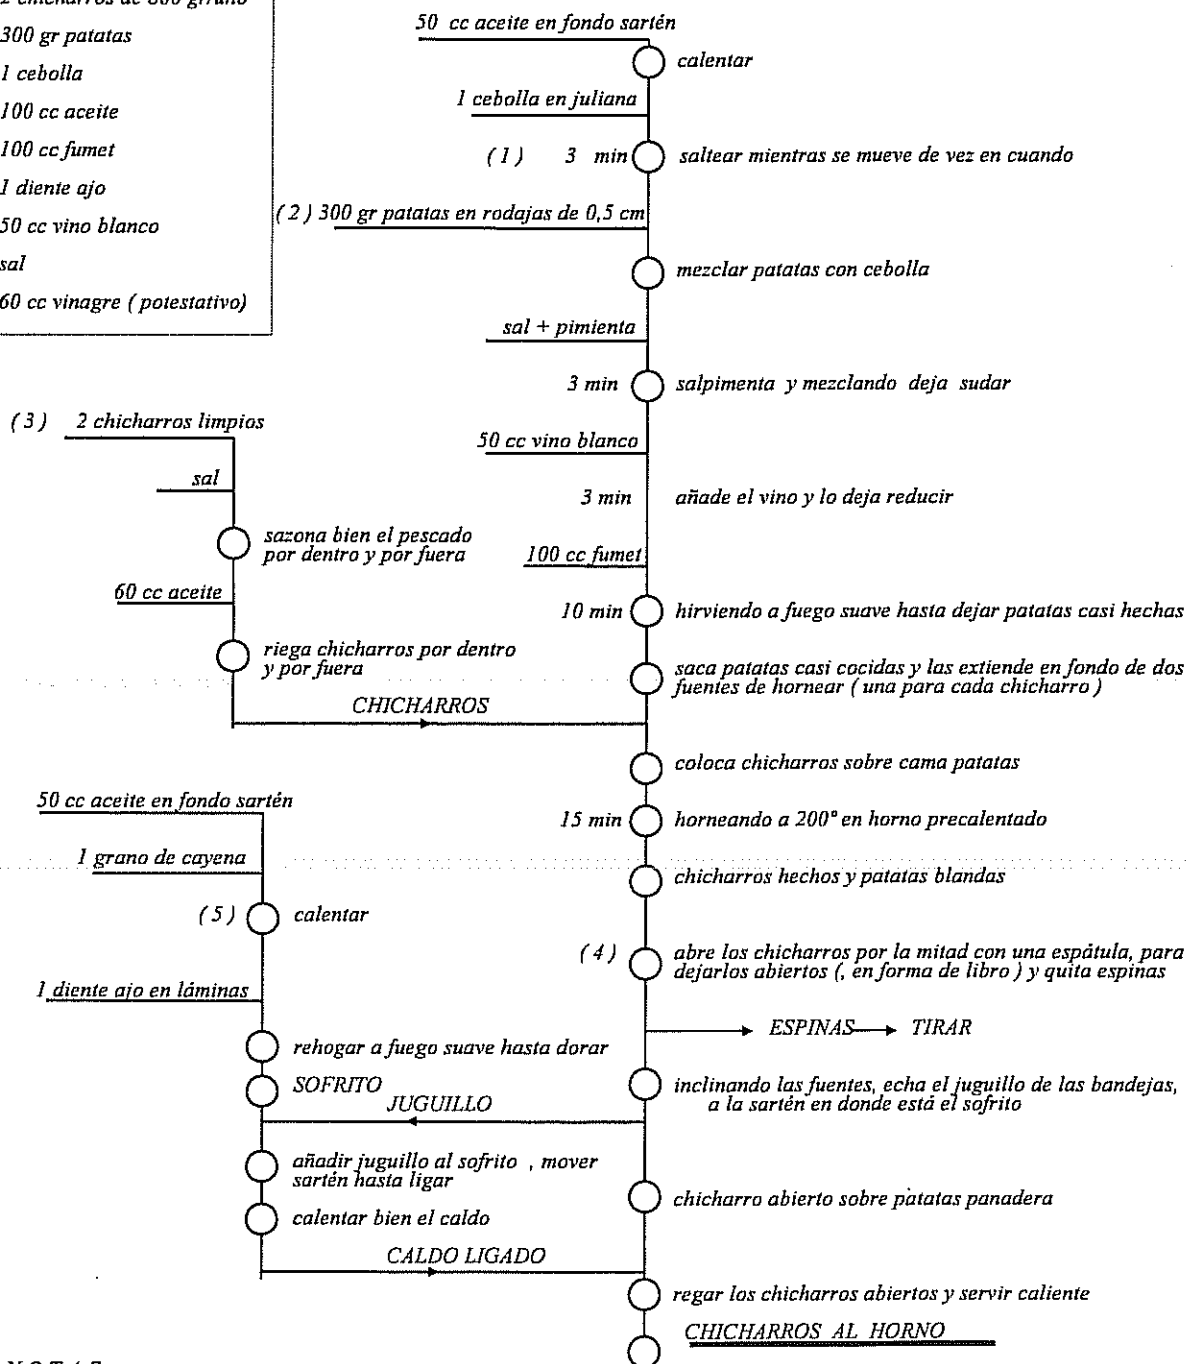 2 chicharros de 800 gr/uno
300 gr patatas
1 cebolla
100 cc aceite
100 cc fumet
1 diente ajo
50 cc vino blanco
sal
60 cc vinagre ( potestativo)
50 cc aceite en fondo sartén
calentar
1 cebolla en juliana
( 1 ) 3 min
saltear mientras se mueve de vez en cuando
( 2 ) 300 gr patatas en rodajas de 0,5 cm
mezclar patatas con cebolla
sal + pimienta
3 min
salpimenta y mezclando deja sudar
50 cc vino blanco
3 min
añade el vino y lo deja reducir
100 cc fumet
10 min
hirviendo a fuego suave hasta dejar patatas casi hechas
saca patatas casi cocidas y las extiende en fondo de dos
fuentes de hornear ( una para cada chicharro )
( 3 ) 2 chicharros limpios
sal
sazona bien el pescado
por dentro y por fuera
60 cc aceite
riega chicharros por dentro
y por fuera
CHICHARROS
coloca chicharros sobre cama patatas
15 min
horneando a 200° en horno precalentado
chicharros hechos y patatas blandas
( 4 )
abre los chicharros por la mitad con una espátula, para
dejarlos abiertos (, en forma de libro ) y quita espinas
ESPINAS TIRAR
inclinando las fuentes, echa el juguillo de las bandejas,
a la sartén en donde está el sofrito
50 cc aceite en fondo sartén
1 grano de cayena
( 5 ) calentar
1 diente ajo en láminas
rehogar a fuego suave hasta dorar
SOFRITO
JUGUILLO
añadir juguillo al sofrito , mover
sartén hasta ligar
calentar bien el caldo
chicharro abierto sobre patatas panadera
CALDO LIGADO
regar los chicharros abiertos y servir caliente
CHICHARROS AL HORNO